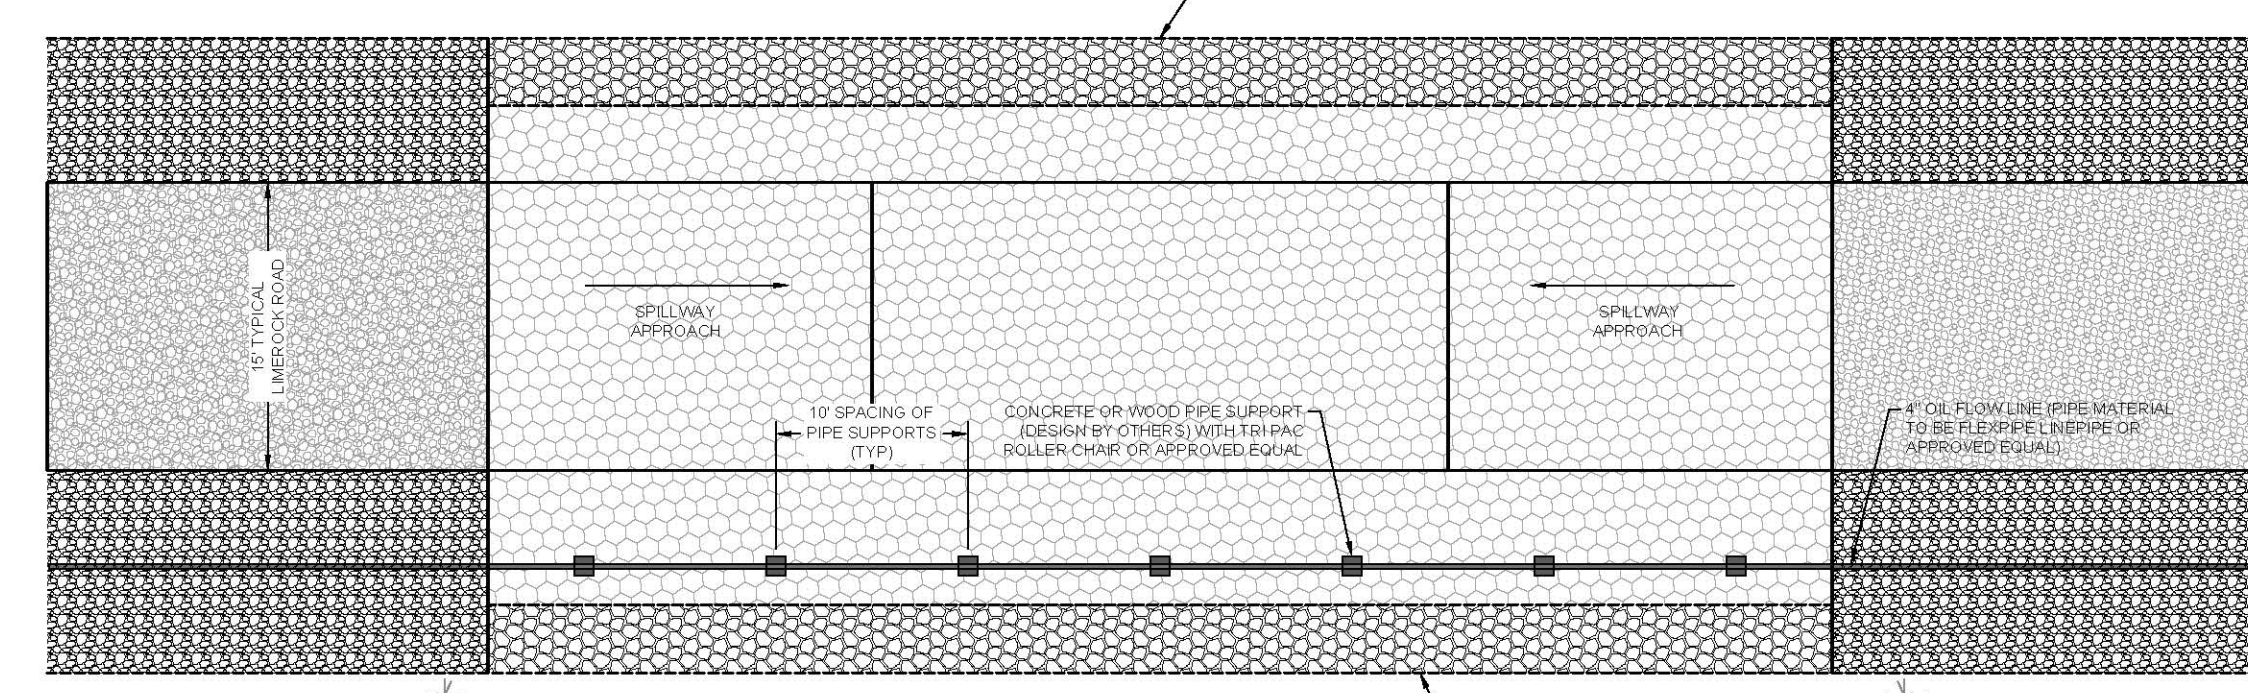 15' TYPICAL
LIMEROCK ROAD
SPILLWAY
APPROACH
SPILLWAY
APPROACH
10' SPACING OF
PIPE SUPPORTS
(TYP)
CONCRETE OR WOOD PIPE SUPPORT
(DESIGN BY OTHERS) WITH TRI PAC
ROLLER CHAIR OR APPROVED EQUAL
4" OIL FLOW LINE (PIPE MATERIAL
TO BE FLEXPIPE LINEPIPE OR
APPROVED EQUAL)